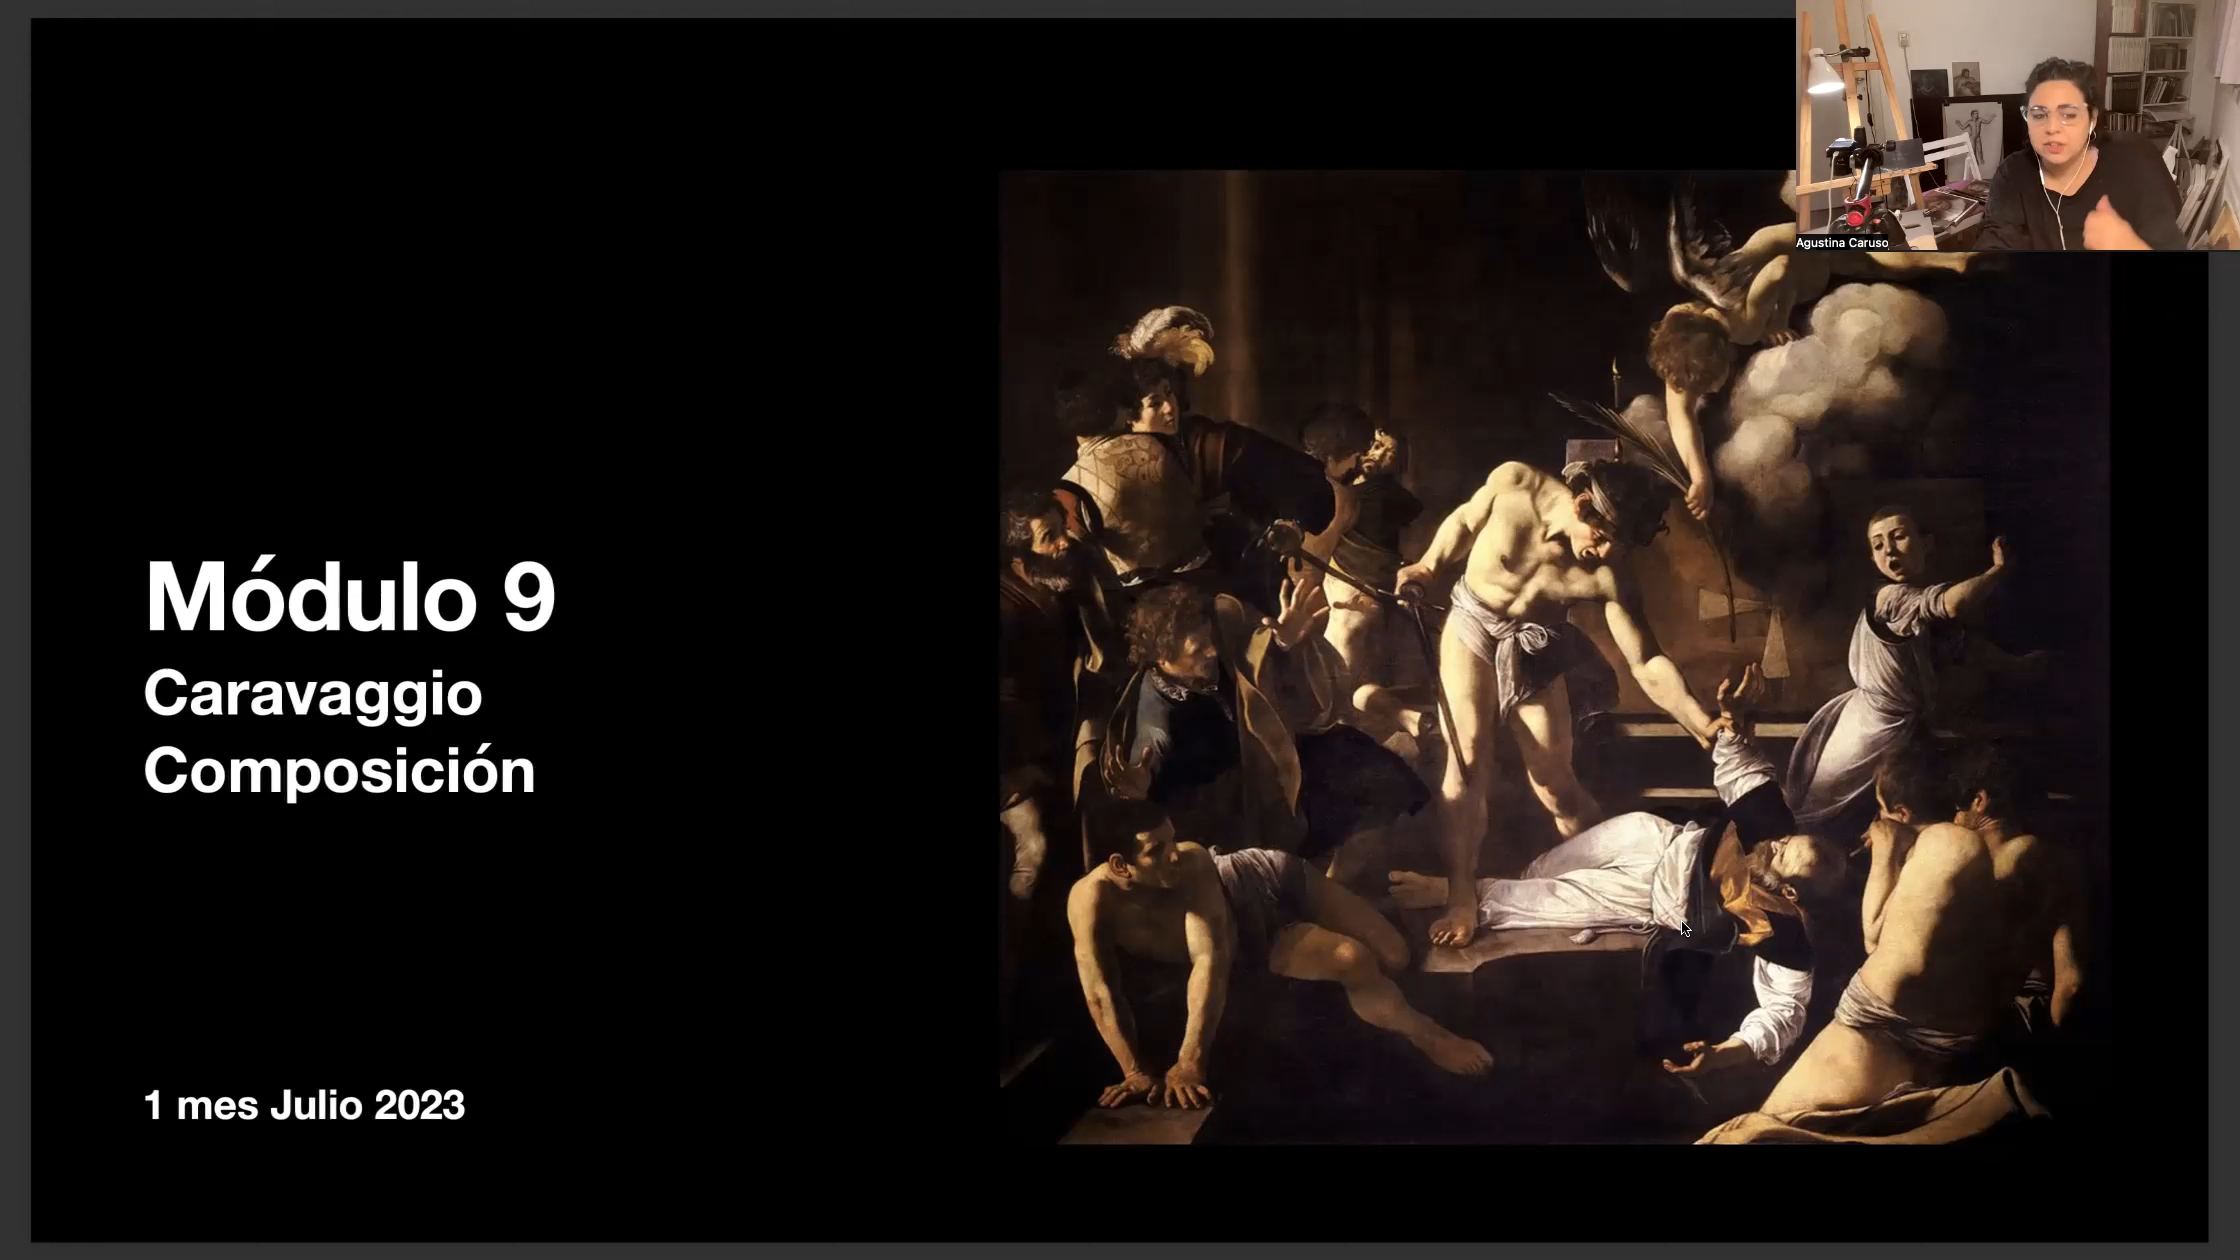 Agustina Caruso
Módulo 9
Caravaggio
Composición
1 mes Julio 2023